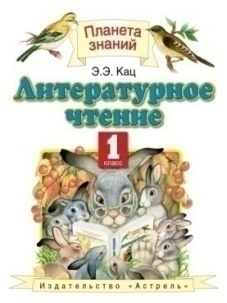 Планета
знаний
Э.Э. Кац
Литературное
чтение
1
класс
Издательство «Астрель»